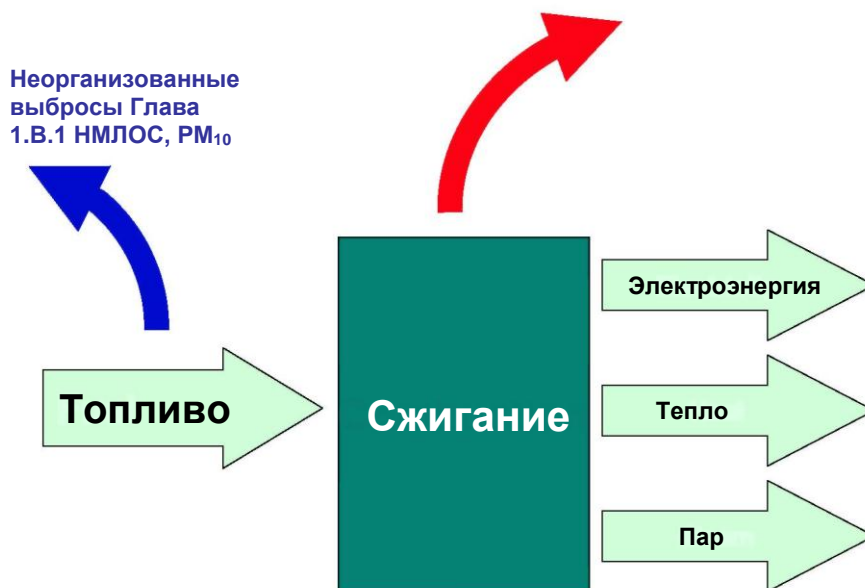 Неорганизованные
выбросы Глава
1.B.1 НМЛОС, PM₁₀
Электроэнергия
Топливо
Сжигание
Тепло
Пар